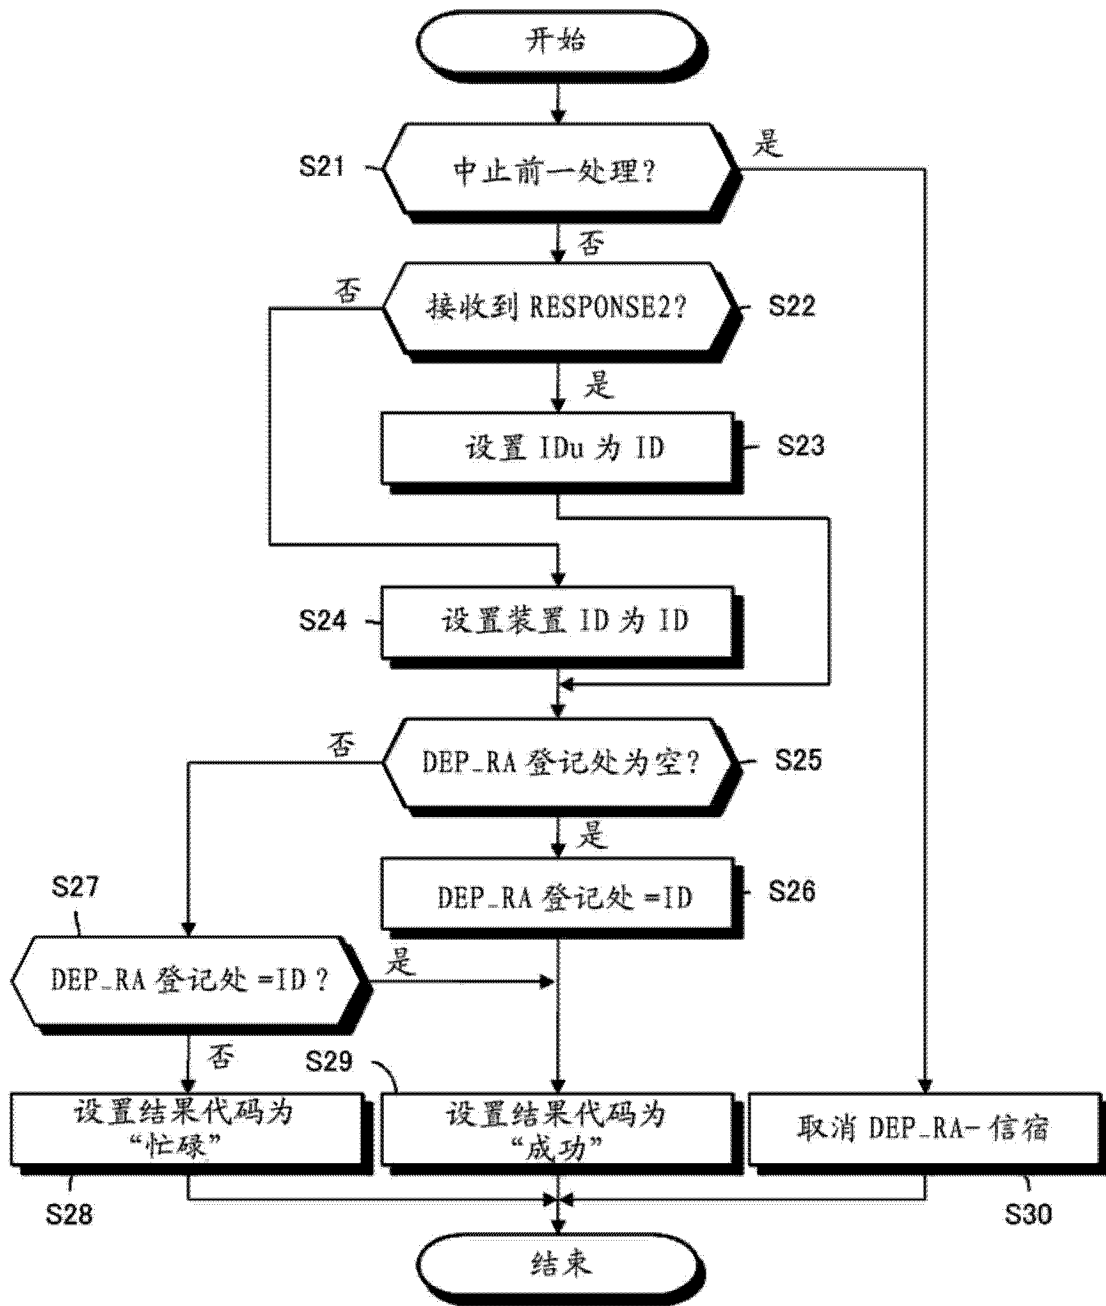 开始
S21
中止前一处理?
是
否
否
接收到 RESPONSE2?
S22
是
设置 IDu 为 ID
S23
S24
设置装置 ID 为 ID
否
DEP_RA 登记处为空?
S25
是
S27
DEP_RA 登记处 =ID
S26
DEP_RA 登记处 =ID ?
是
否
S29
设置结果代码为
“忙碌”
设置结果代码为
“成功”
取消 DEP_RA-信宿
S28
S30
结束